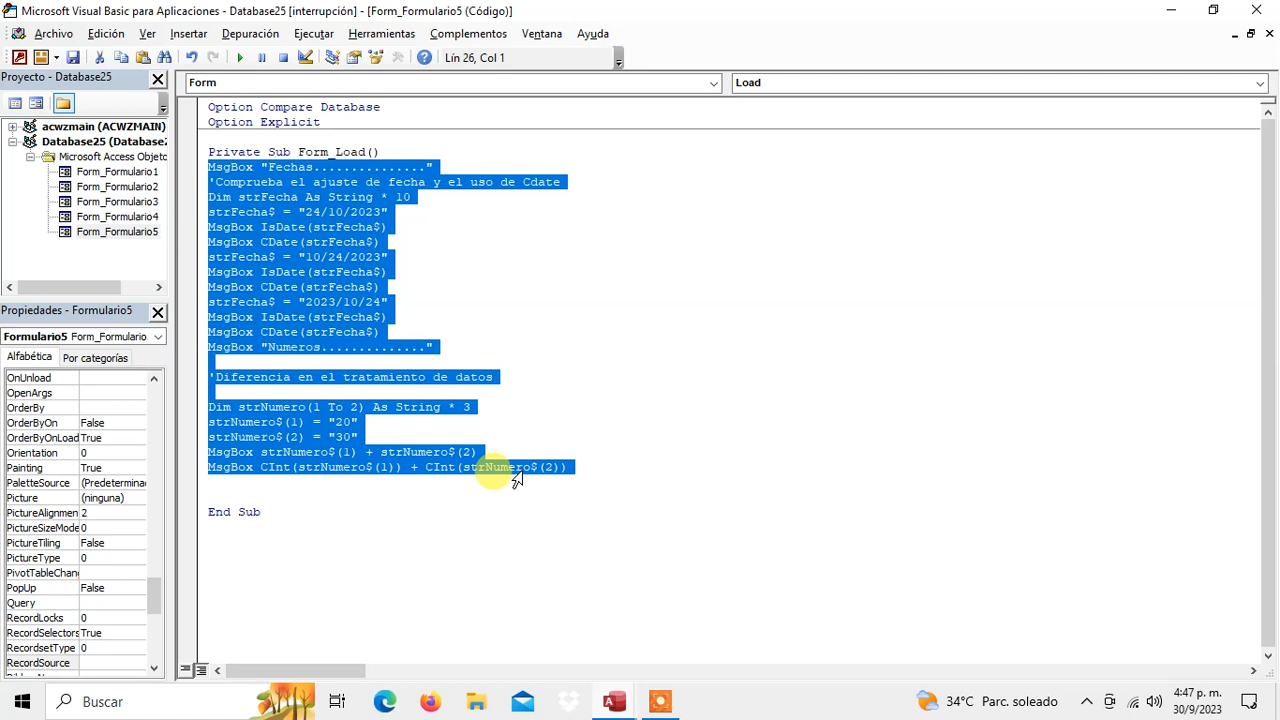 Microsoft Visual Basic para Aplicaciones - Database25 [interrupción] - [Form_Formulario5 (Código)]
Archivo Edición Ver Insertar Depuración Ejecutar Herramientas Complementos Ventana Ayuda
Lín 26, Col 1
Proyecto - Database25
acwzmain (ACWZMAIN)
Database25 (Database2
Microsoft Access Objeto
Form_Formulario1
Form_Formulario2
Form_Formulario3
Form_Formulario4
Form_Formulario5
Propiedades - Formulario5
Formulario5 Form_Formulario
Alfabética Por categorías
OnUnload
OpenArgs
OrderBy
OrderByOn False
OrderByOnLoad True
Orientation 0
Painting True
PaletteSource (Predetermina
Picture (ninguna)
PictureAlignmen 2
PictureSizeMode 0
PictureTiling False
PictureType 0
PivotTableChang
PopUp False
Query
RecordLocks 0
RecordSelectors True
RecordsetType 0
RecordSource
Form Load
Option Compare Database
Option Explicit
Private Sub Form_Load()
MsgBox "Fechas..............."
'Comprueba el ajuste de fecha y el uso de Cdate
Dim strFecha As String * 10
strFecha$ = "24/10/2023"
MsgBox IsDate(strFecha$)
MsgBox CDate(strFecha$)
strFecha$ = "10/24/2023"
MsgBox IsDate(strFecha$)
MsgBox CDate(strFecha$)
strFecha$ = "2023/10/24"
MsgBox IsDate(strFecha$)
MsgBox CDate(strFecha$)
MsgBox "Numeros.............."
'Diferencia en el tratamiento de datos
Dim strNumero(1 To 2) As String * 3
strNumero$(1) = "20"
strNumero$(2) = "30"
MsgBox strNumero$(1) + strNumero$(2)
MsgBox CInt(strNumero$(1)) + CInt(strNumero$(2))
End Sub
Buscar
34°C Parc. soleado
4:47 p. m.
30/9/2023